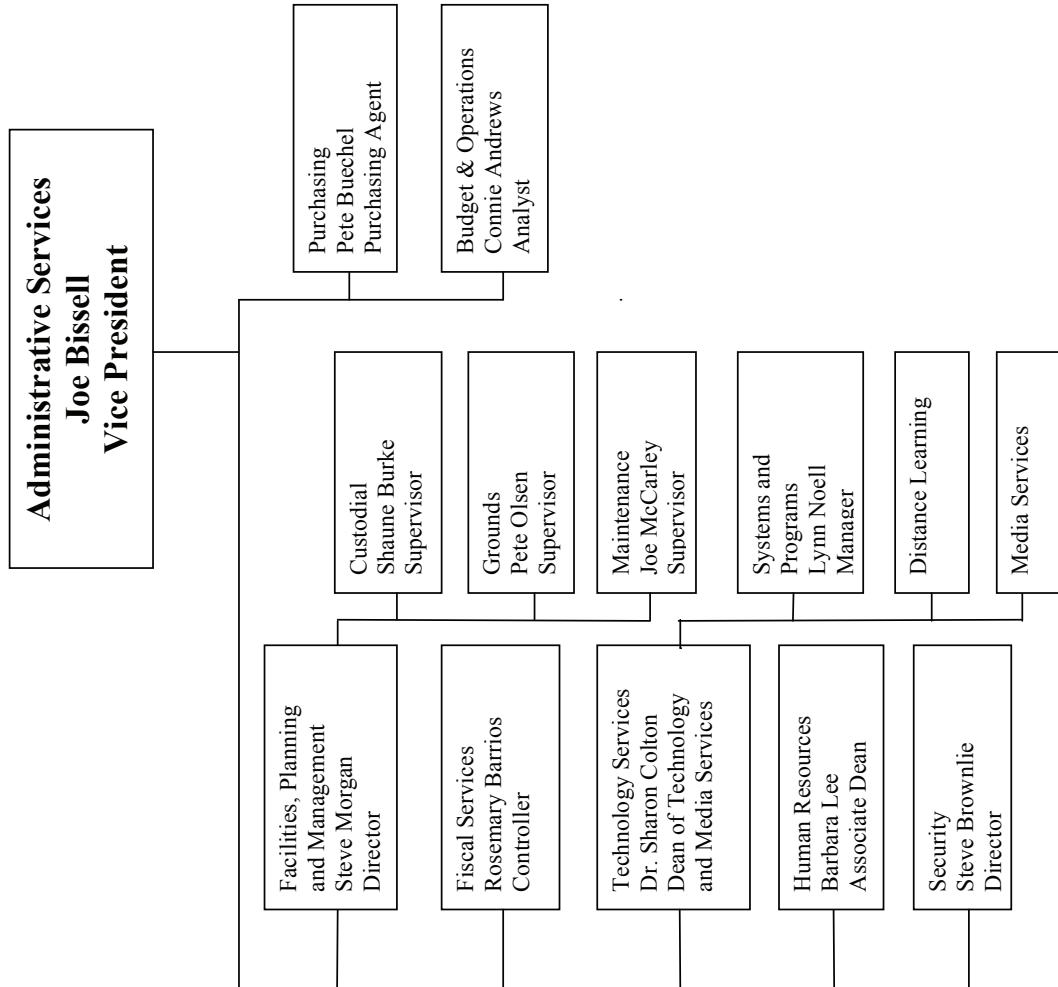 Administrative Services
Joe Bissell
Vice President
Purchasing
Pete Buechel
Purchasing Agent
Budget & Operations
Connie Andrews
Analyst
Facilities, Planning
and Management
Steve Morgan
Director
Custodial
Shaune Burke
Supervisor
Grounds
Pete Olsen
Supervisor
Maintenance
Joe McCarley
Supervisor
Fiscal Services
Rosemary Barrios
Controller
Technology Services
Dr. Sharon Colton
Dean of Technology
and Media Services
Systems and
Programs
Lynn Noell
Manager
Distance Learning
Media Services
Human Resources
Barbara Lee
Associate Dean
Security
Steve Brownlie
Director